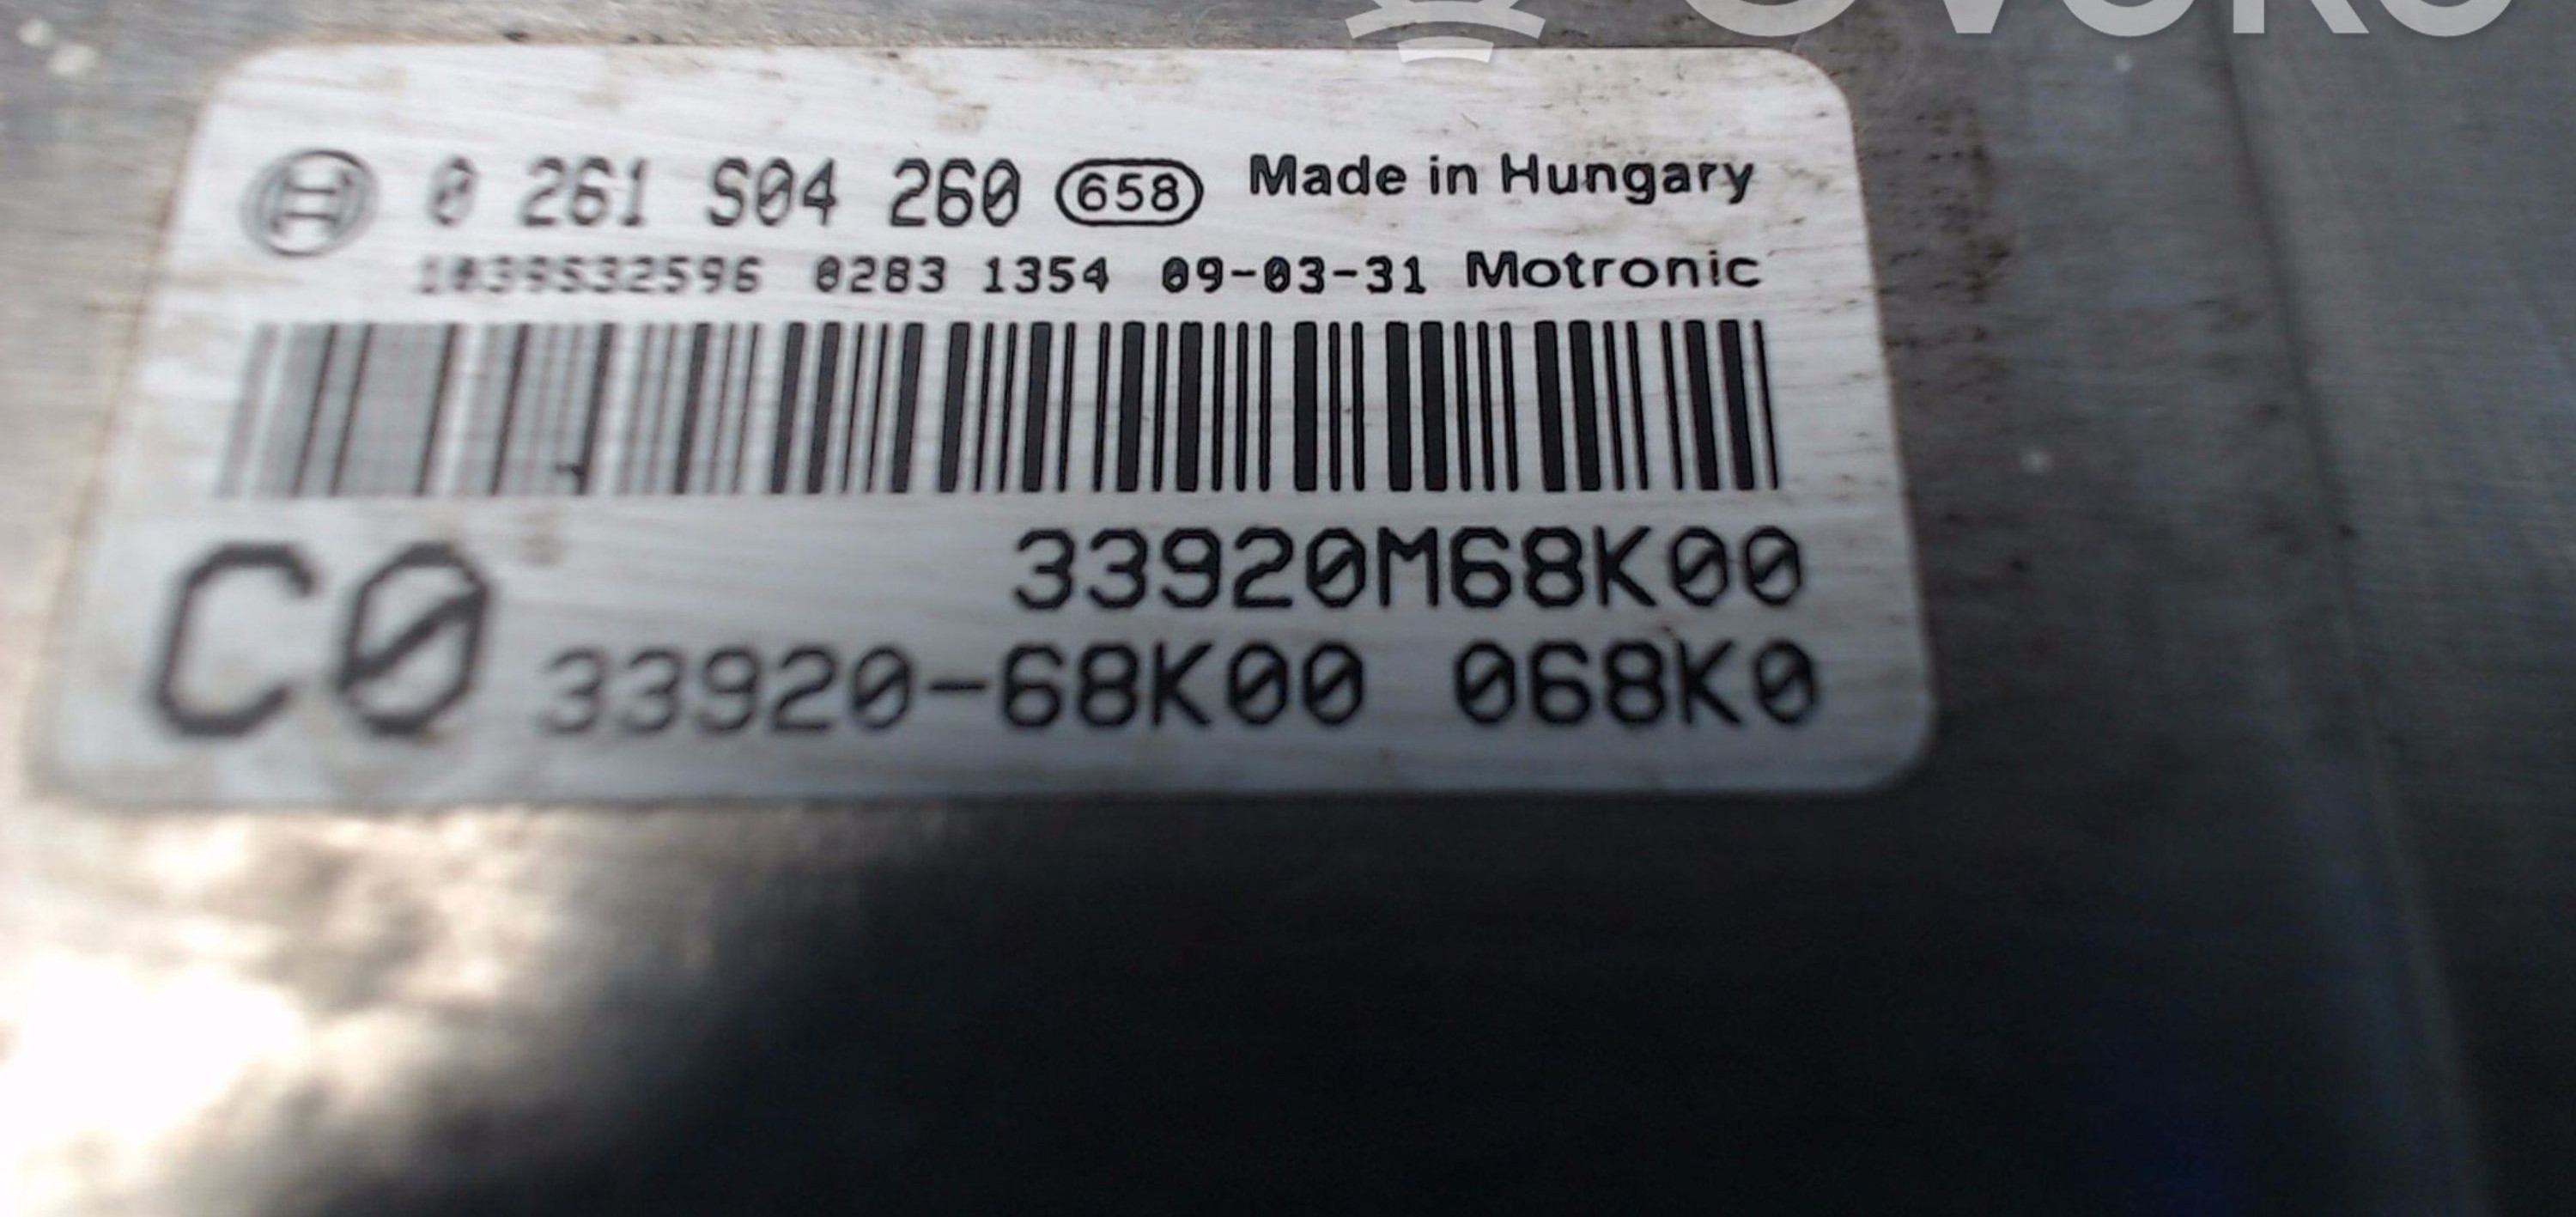 0 261 S04 260 658 Made in Hungary
1039S32596 0283 1354 09-03-31 Motronic
33920M68K00
C0 33920-68K00 068K0